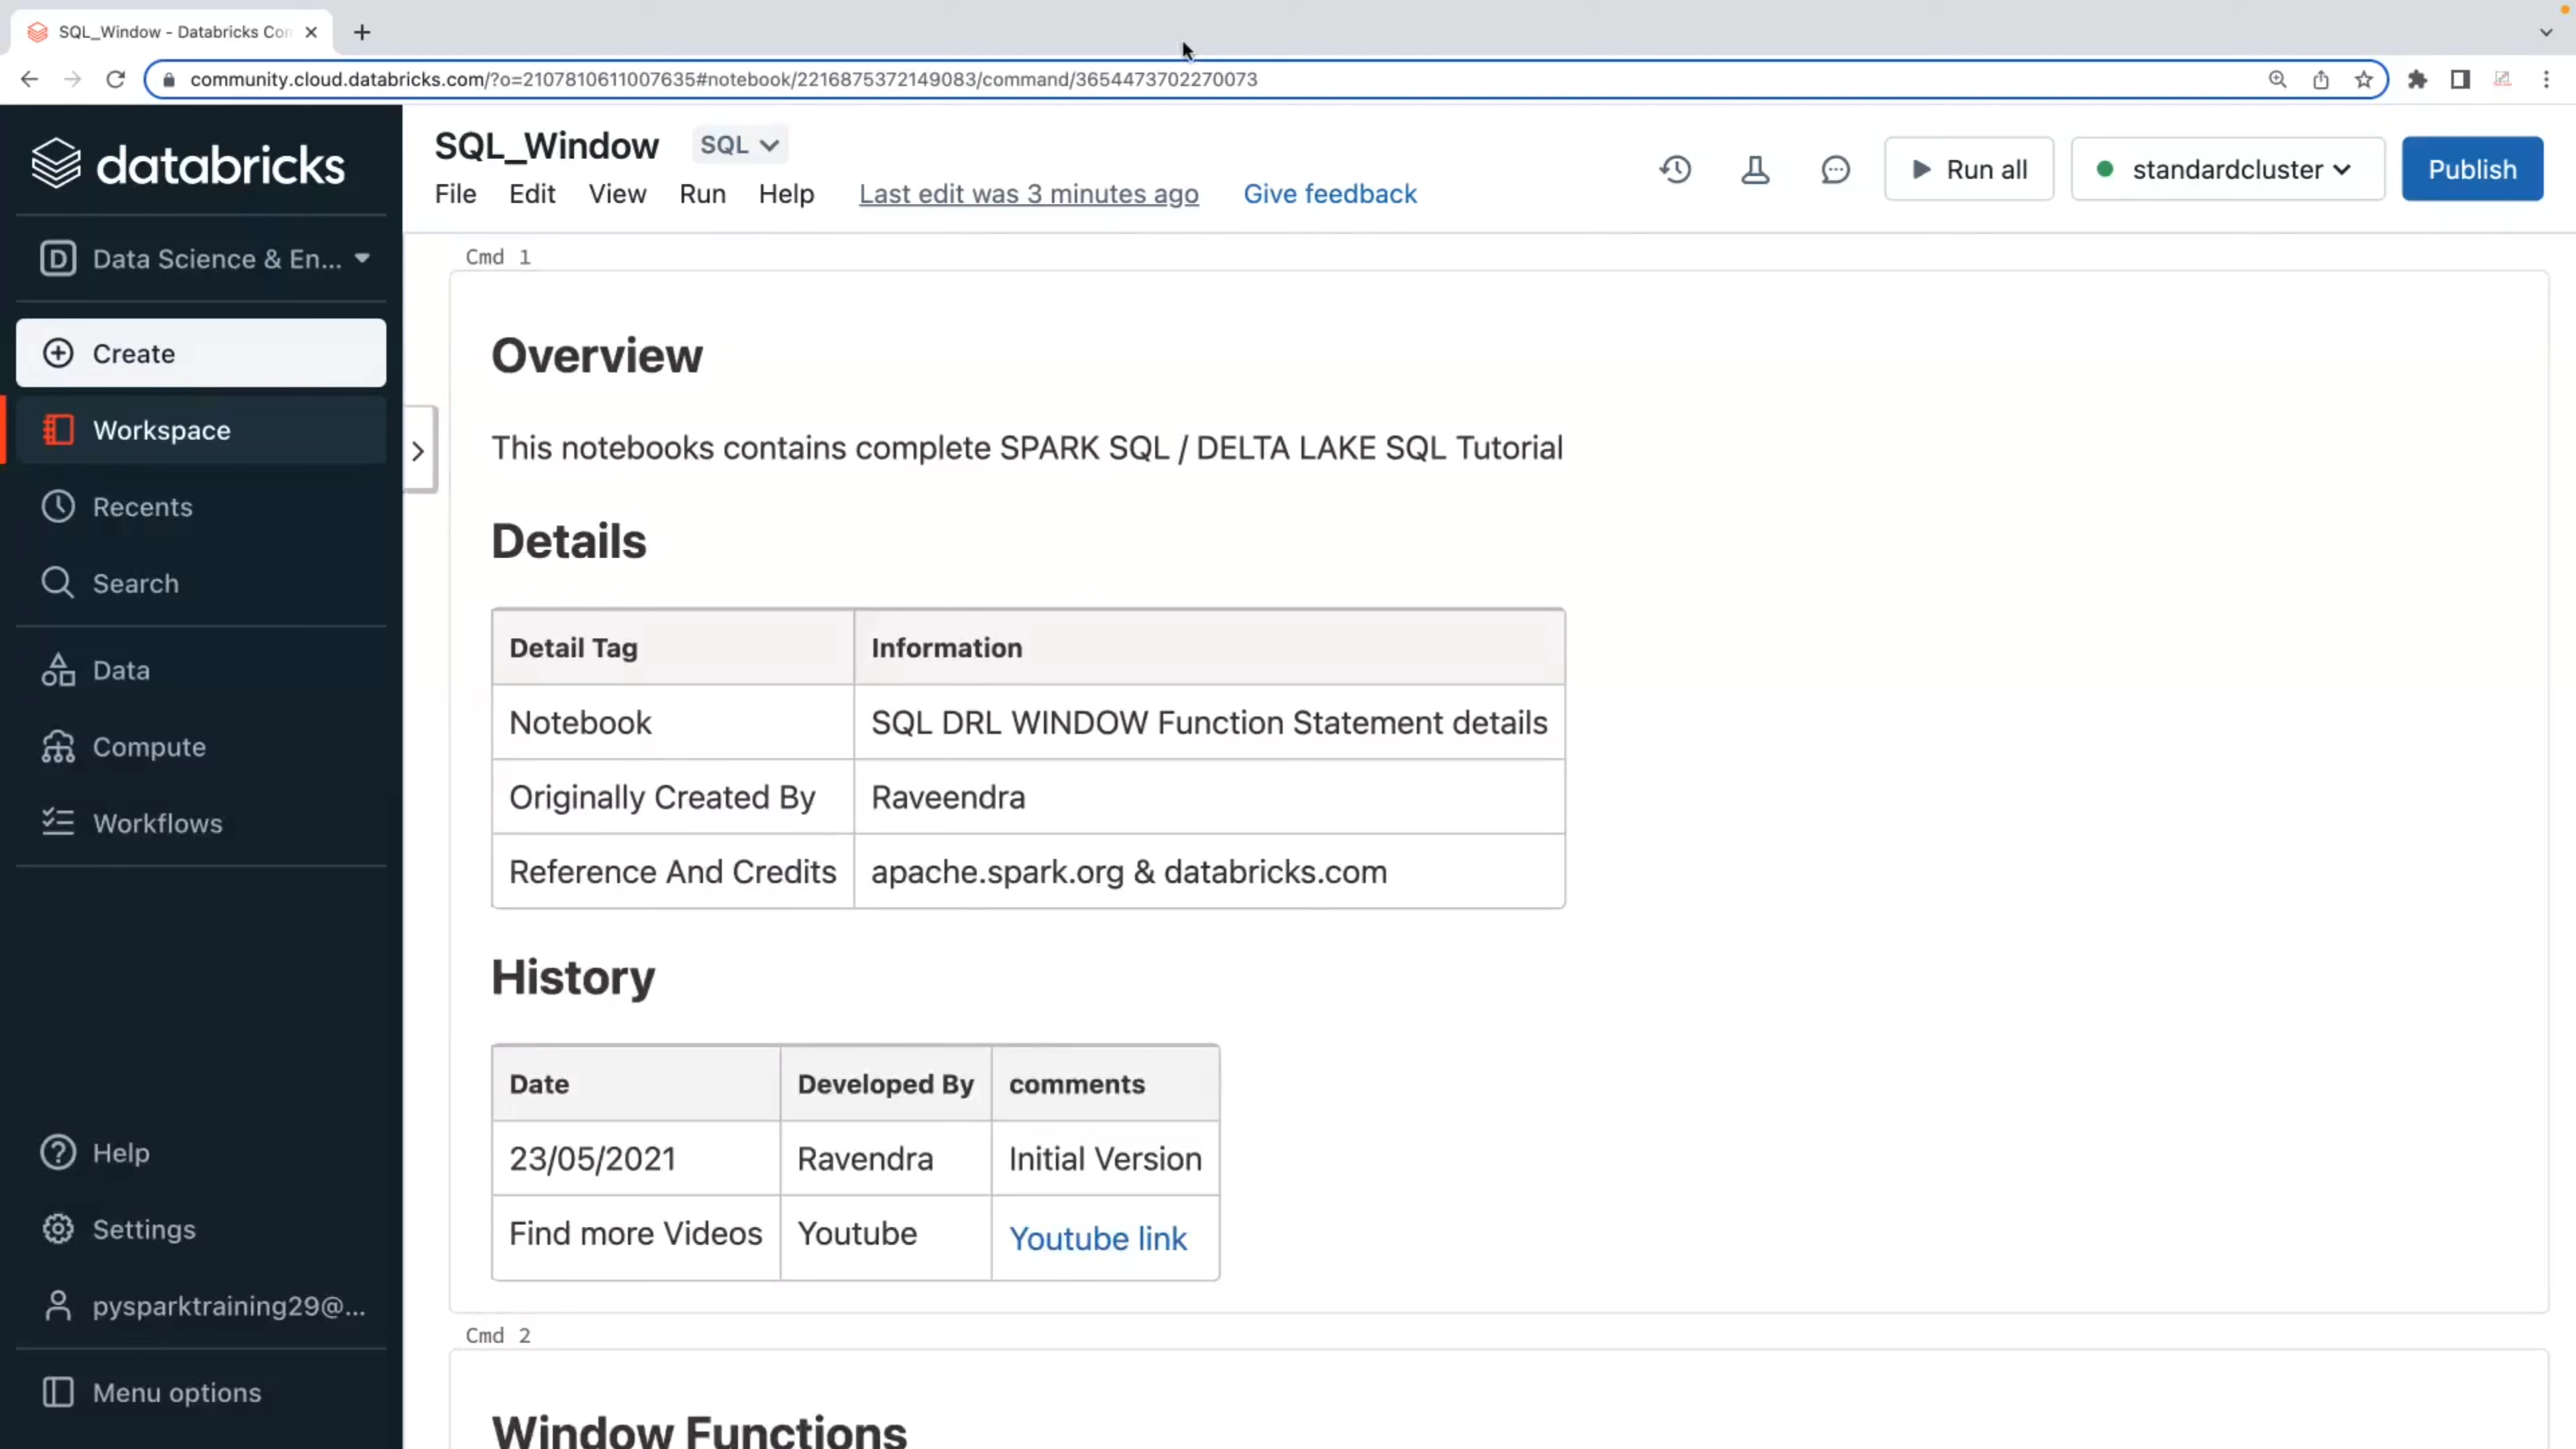 SQL_Window - Databricks Con
community.cloud.databricks.com/?o=2107810611007635#notebook/2216875372149083/command/3654473702270073
databricks
SQL_Window SQL
File Edit View Run Help Last edit was 3 minutes ago Give feedback
Run all
standardcluster
Publish
D Data Science & En...
Create
Workspace
Recents
Search
Data
Compute
Workflows
Help
Settings
pysparktraining29@...
Menu options
Cmd 1
Overview
This notebooks contains complete SPARK SQL / DELTA LAKE SQL Tutorial
Details
Detail Tag Information
Notebook SQL DRL WINDOW Function Statement details
Originally Created By Raveendra
Reference And Credits apache.spark.org & databricks.com
History
Date Developed By comments
23/05/2021 Ravendra Initial Version
Find more Videos Youtube Youtube link
Cmd 2
Window Functions